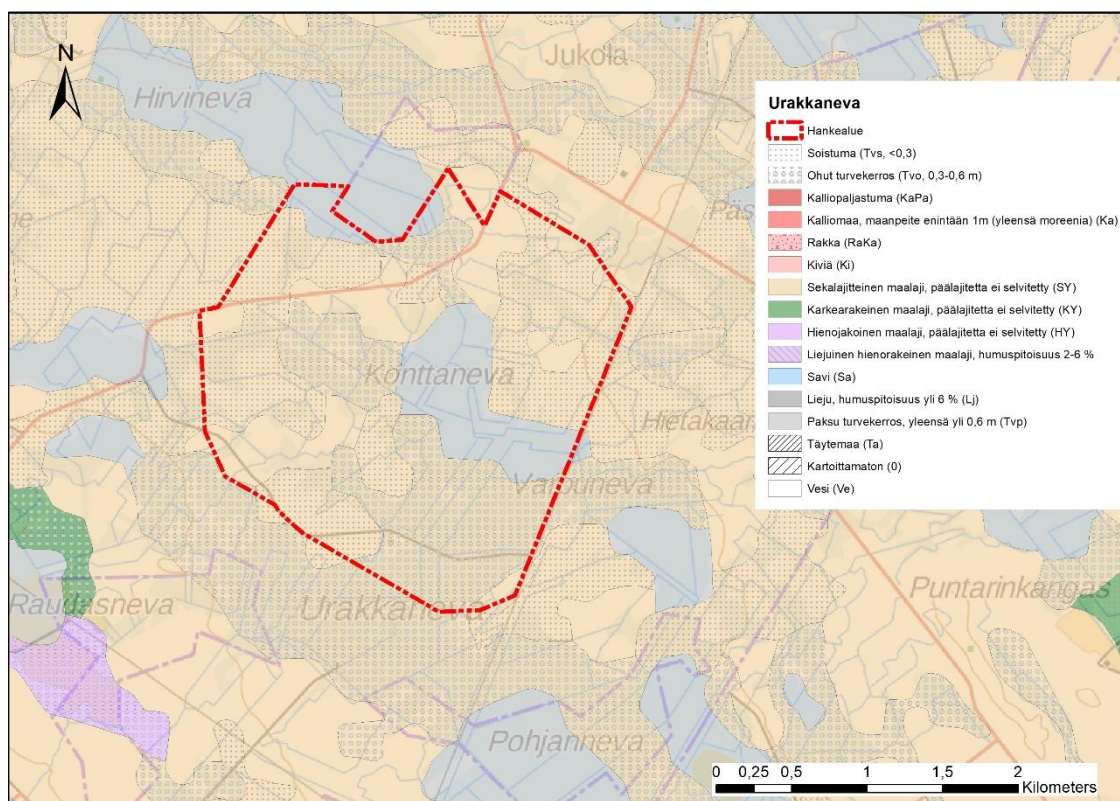 N
Jukola
Hirvineva
Konttaneva
Hietakaan
Varpuneva
Urakkaneva
Raudasneva
Puntarinkangas
Pohjanneva
Urakkaneva
Hankealue
Soistuma (Tvs, <0,3)
Ohut turvekerros (Tvo, 0,3-0,6 m)
Kalliopaljastuma (KaPa)
Kalliomaa, maanpeite enintään 1m (yleensä moreenia) (Ka)
Rakka (RaKa)
Kiviä (Ki)
Sekalajitteinen maalaji, päälajitetta ei selvitetty (SY)
Karkearakeinen maalaji, päälajitetta ei selvitetty (KY)
Hienojakoinen maalaji, päälajitetta ei selvitetty (HY)
Liejuinen hienorakeinen maalaji, humuspitoisuus 2-6 %
Savi (Sa)
Lieju, humuspitoisuus yli 6 % (Lj)
Paksu turvekerros, yleensä yli 0,6 m (Tvp)
Täytemaa (Ta)
Kartoittamaton (0)
Vesi (Ve)
0 0,25 0,5 1 1,5 2
Kilometers